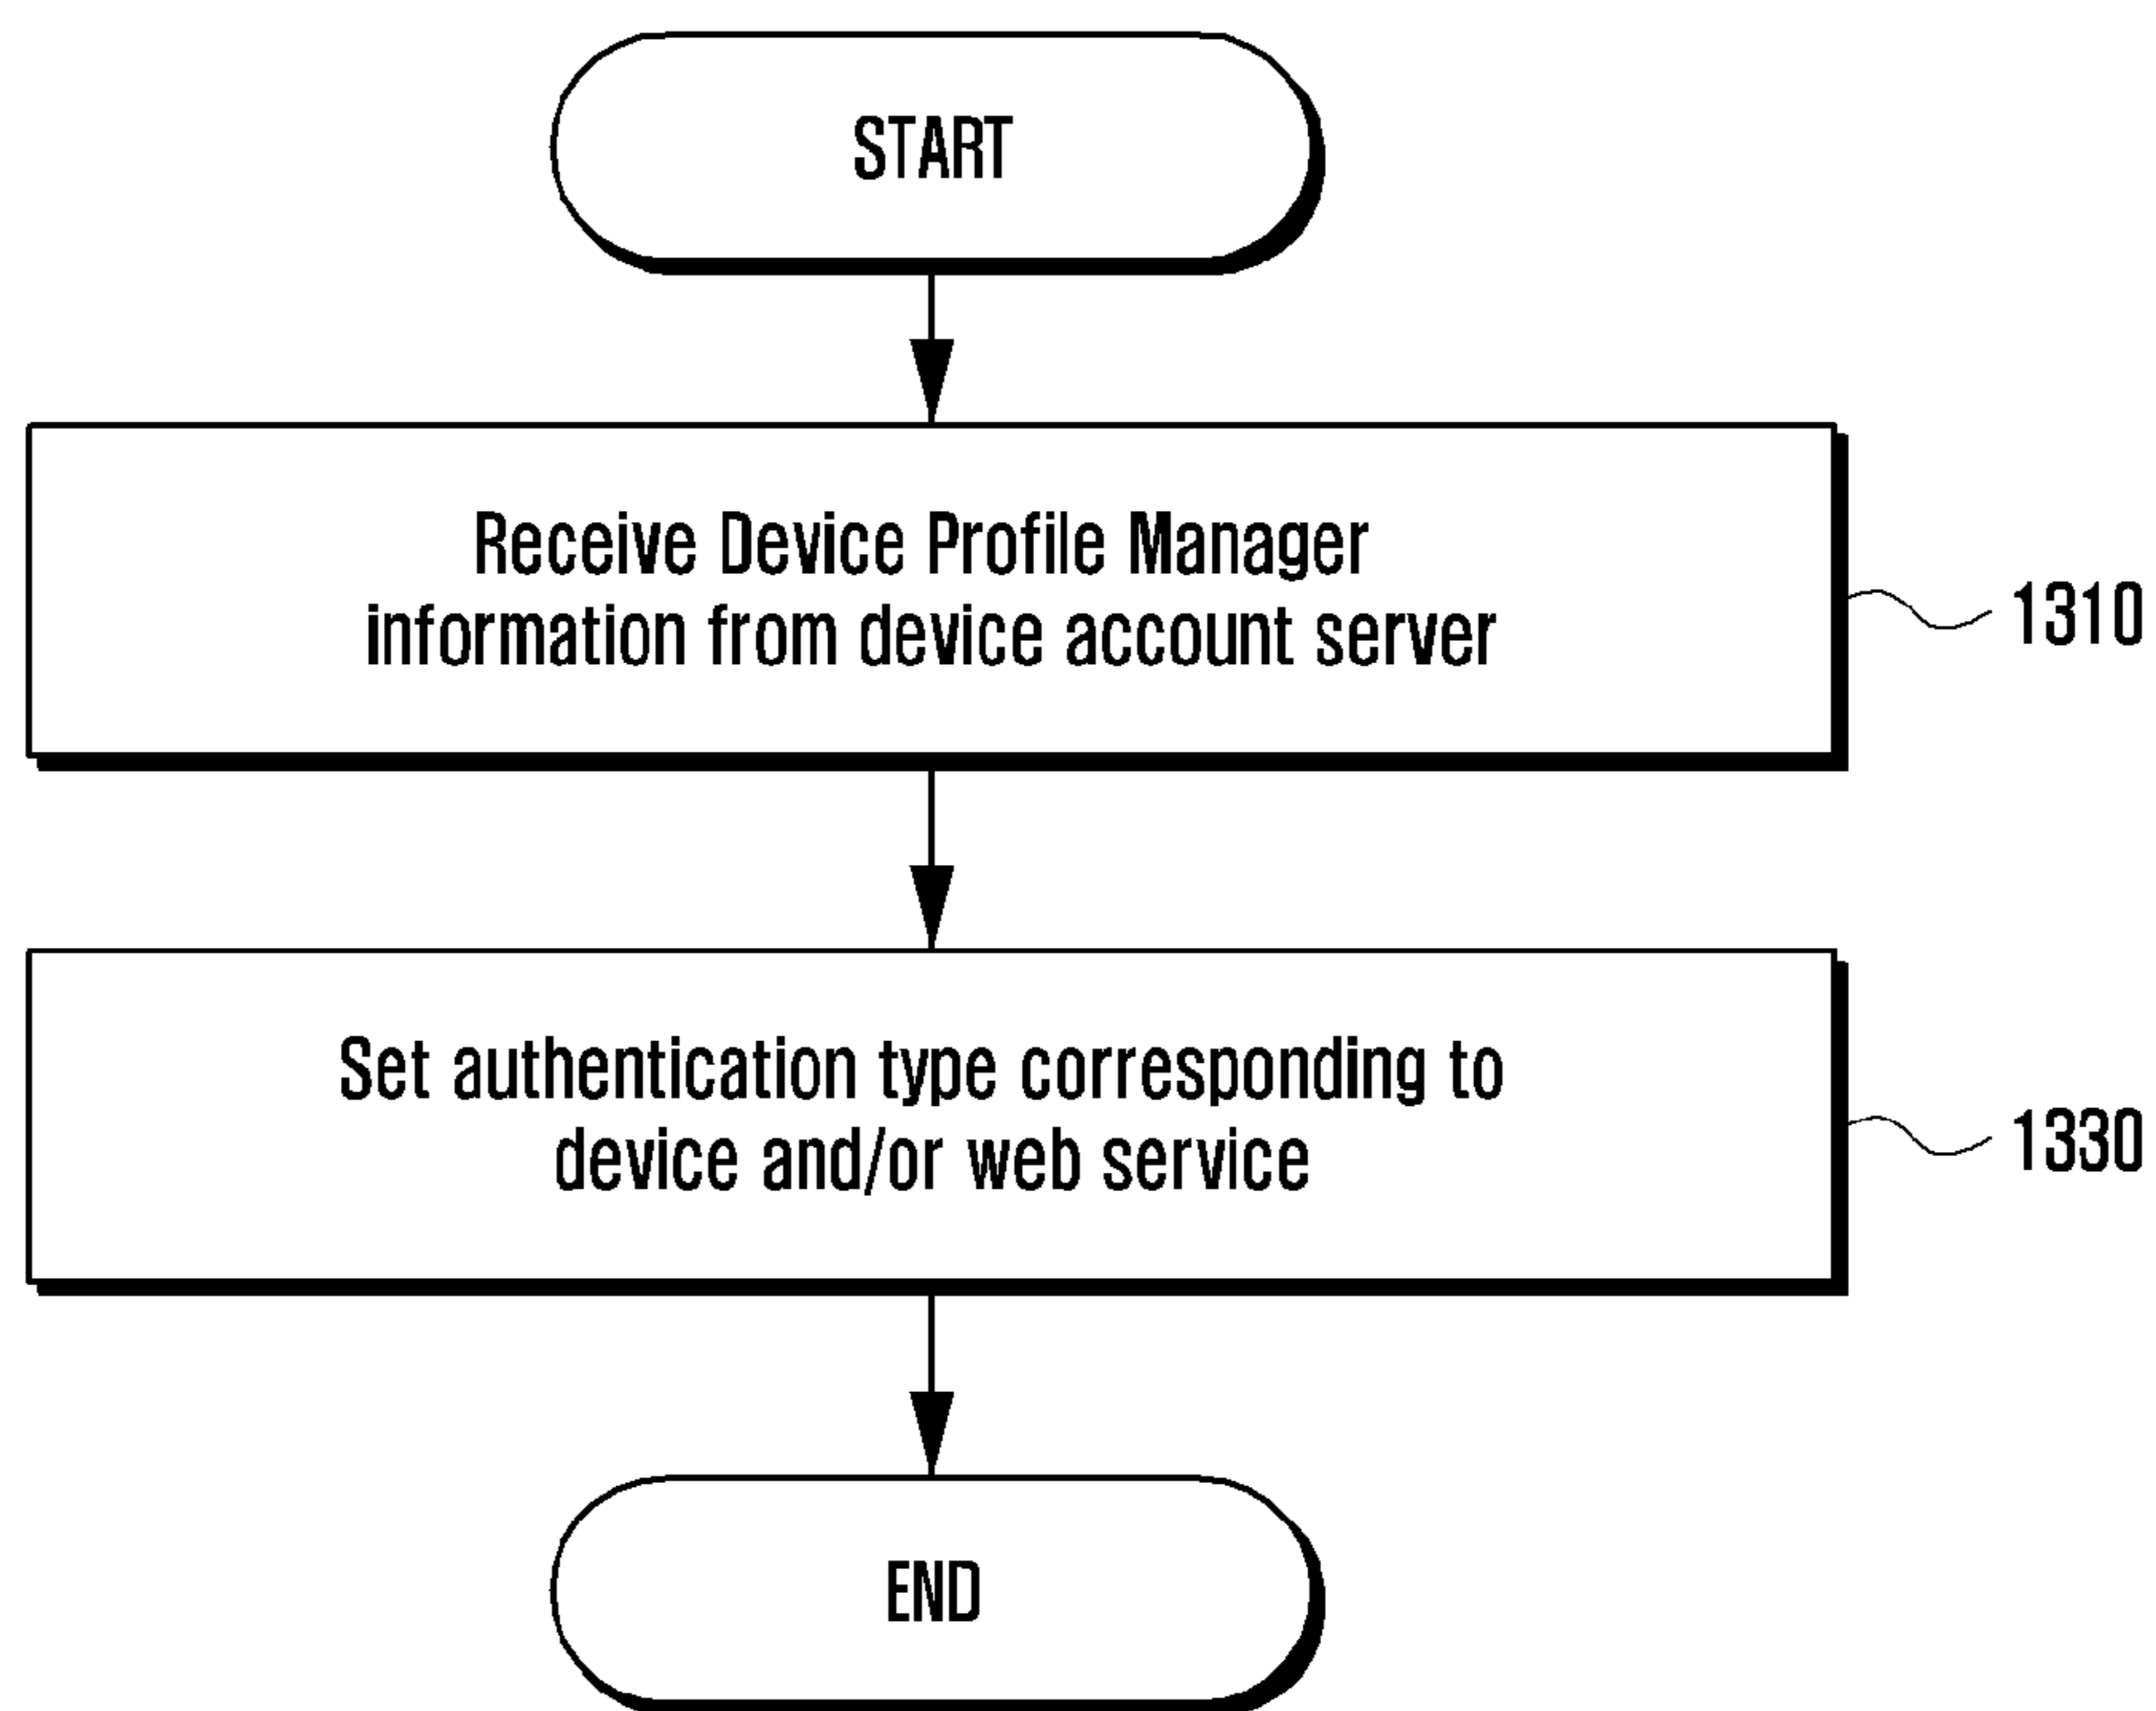 START
Receive Device Profile Manager
information from device account server
1310
Set authentication type corresponding to
device and/or web service
1330
END